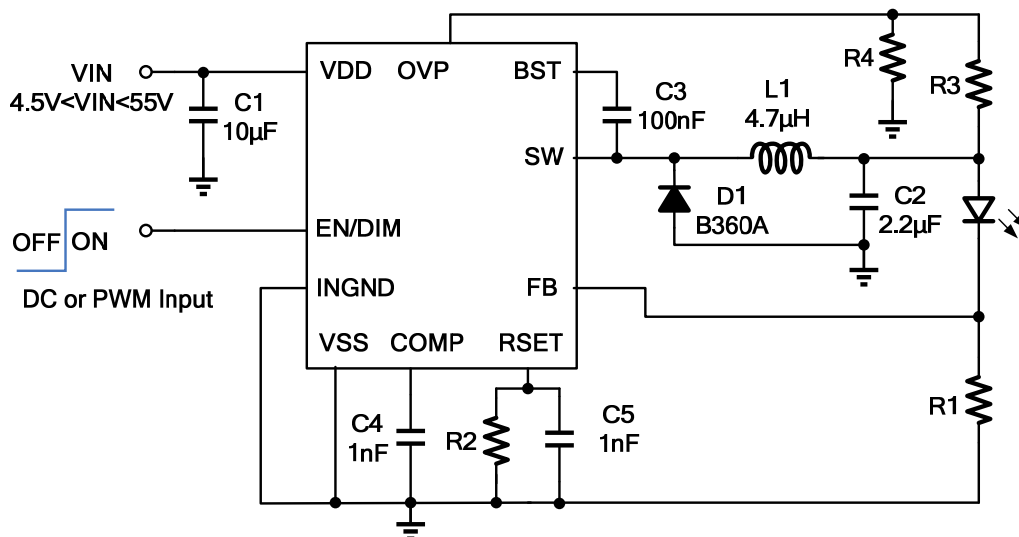 VDD OVP BST
VIN
4.5V<VIN<55V
C1
10µF
C3
100nF
L1
4.7µH
R4
R3
SW
D1
B360A
C2
2.2µF
EN/DIM
OFF ON
DC or PWM Input
INGND
FB
VSS COMP RSET
C4
1nF
R2
C5
1nF
R1